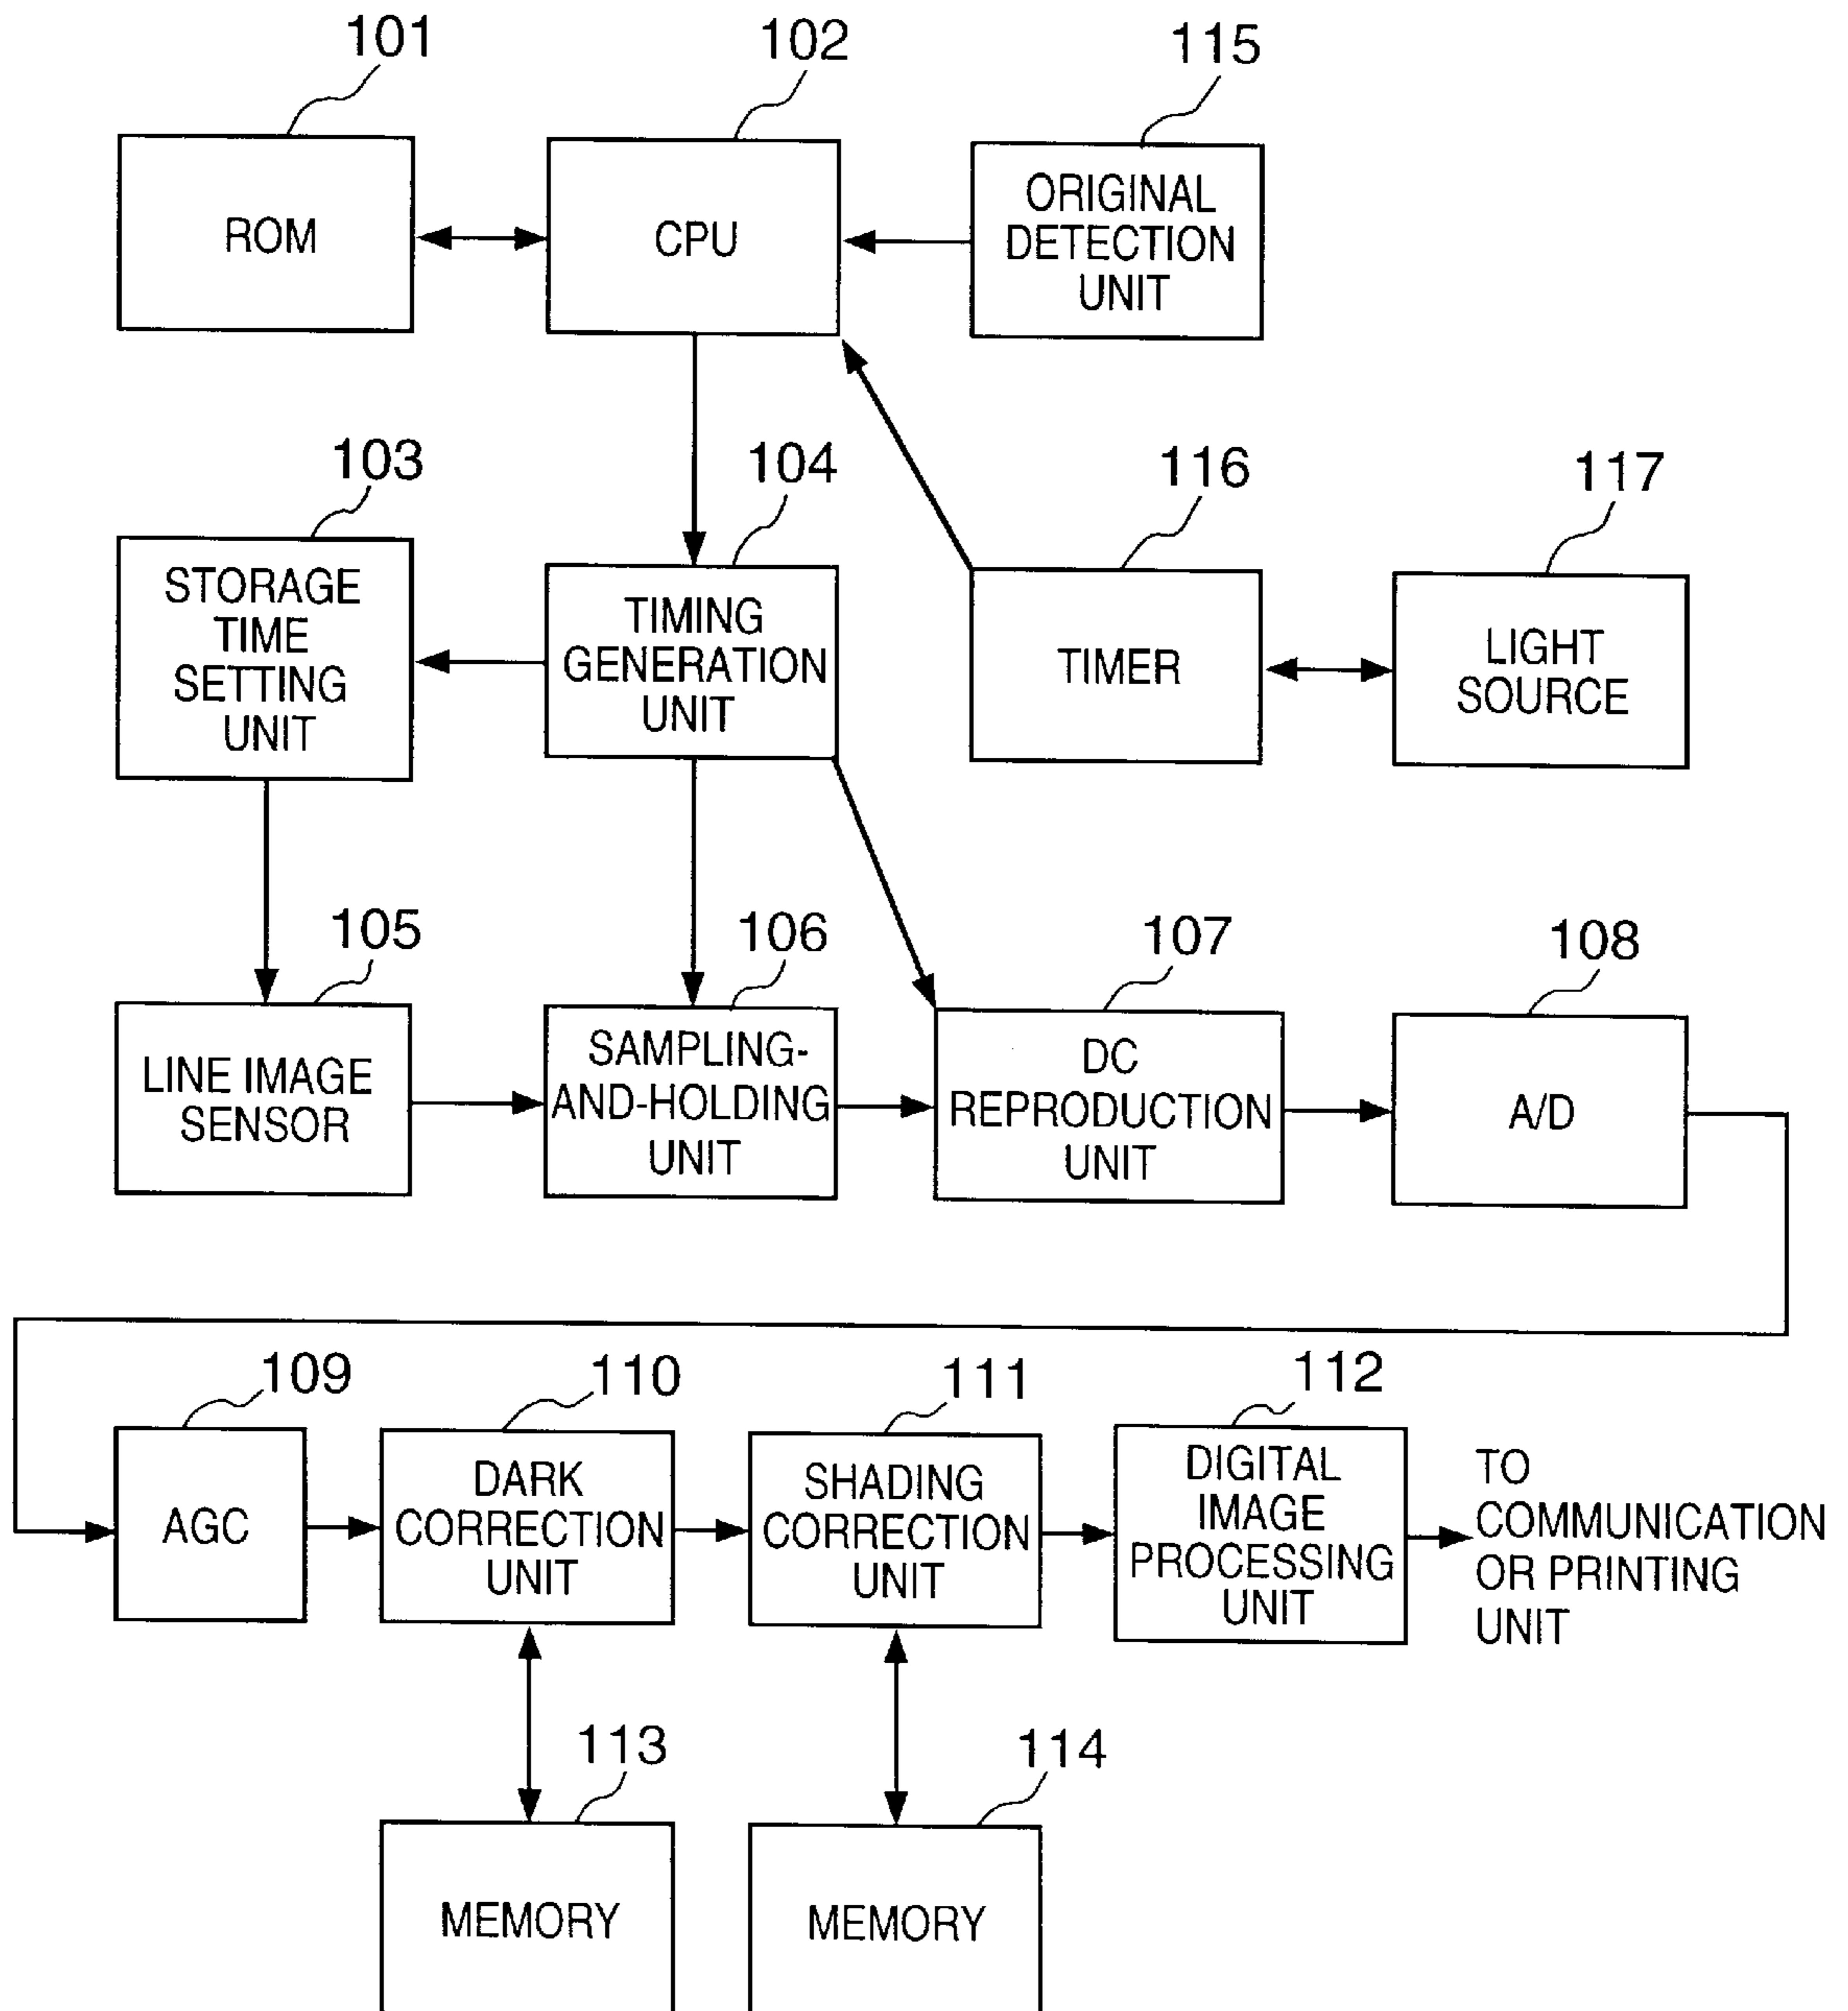 101
102
115
ROM
CPU
ORIGINAL
DETECTION
UNIT
103
104
116
117
STORAGE
TIME
SETTING
UNIT
TIMING
GENERATION
UNIT
TIMER
LIGHT
SOURCE
105
106
107
108
LINE IMAGE
SENSOR
SAMPLING-
AND-HOLDING
UNIT
DC
REPRODUCTION
UNIT
A/D
109
110
111
112
AGC
DARK
CORRECTION
UNIT
SHADING
CORRECTION
UNIT
DIGITAL
IMAGE
PROCESSING
UNIT
TO
COMMUNICATION
OR PRINTING
UNIT
113
114
MEMORY
MEMORY